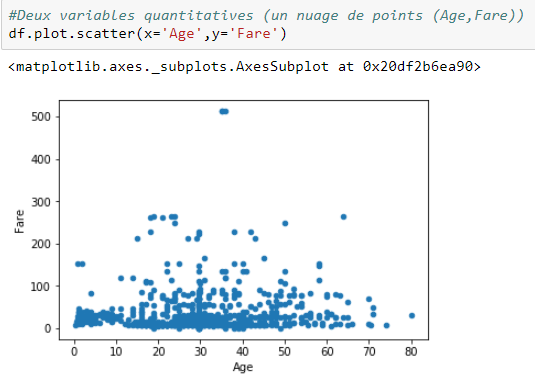 #Deux variables quantitatives (un nuage de points (Age,Fare))
df.plot.scatter(x='Age',y='Fare')
<matplotlib.axes._subplots.AxesSubplot at 0x20df2b6ea90>
500
400
300
200
100
0
Fare
0 10 20 30 40 50 60 70 80
Age